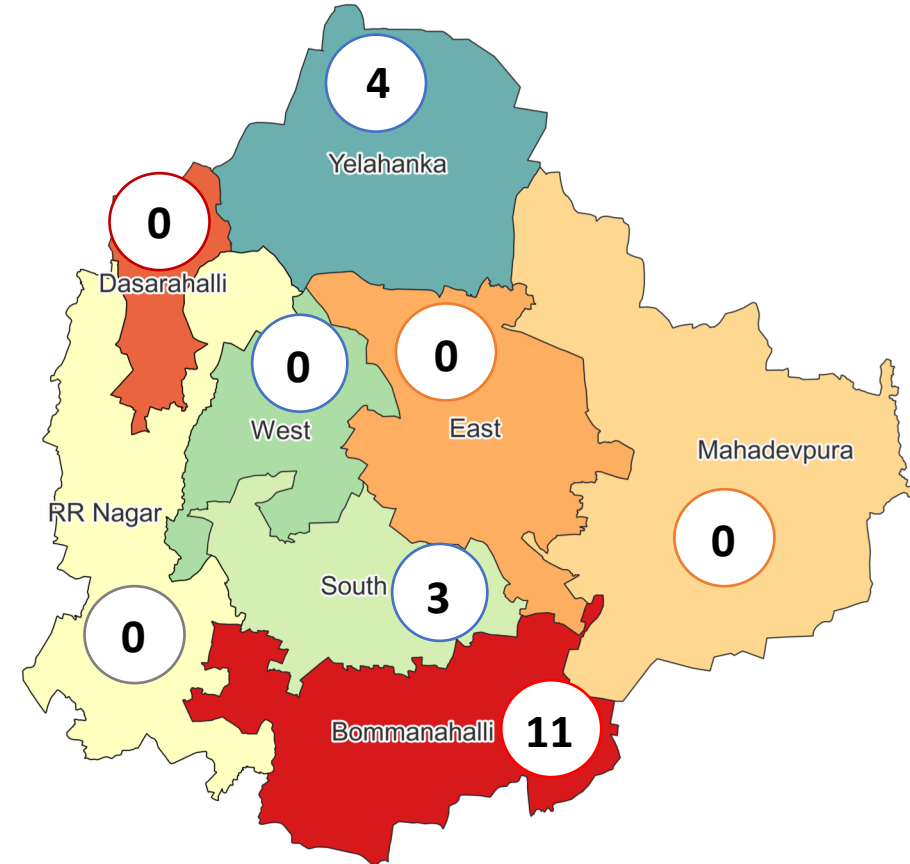 4
Yelahanka
0
Dasarahalli
0
0
West
East
Mahadevpura
RR Nagar
0
South
3
0
Bommanahalli
11